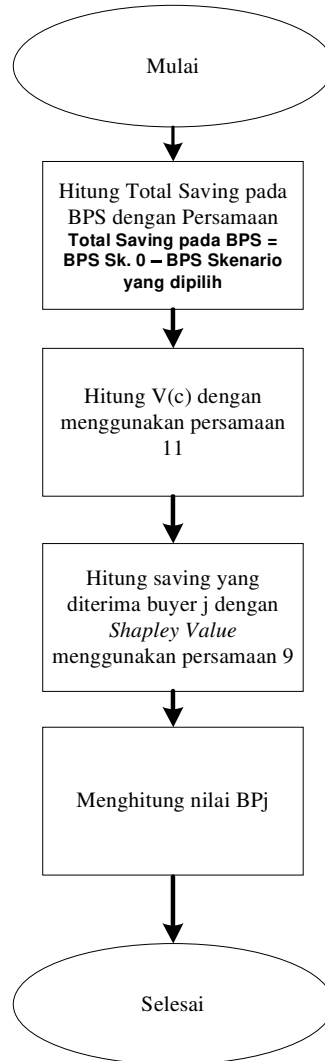 Mulai
Hitung Total Saving pada
BPS dengan Persamaan
Total Saving pada BPS =
BPS Sk. 0 – BPS Skenario
yang dipilih
Hitung V(c) dengan
menggunakan persamaan
11
Hitung saving yang
diterima buyer j dengan
Shapley Value
menggunakan persamaan 9
Menghitung nilai BPj
Selesai